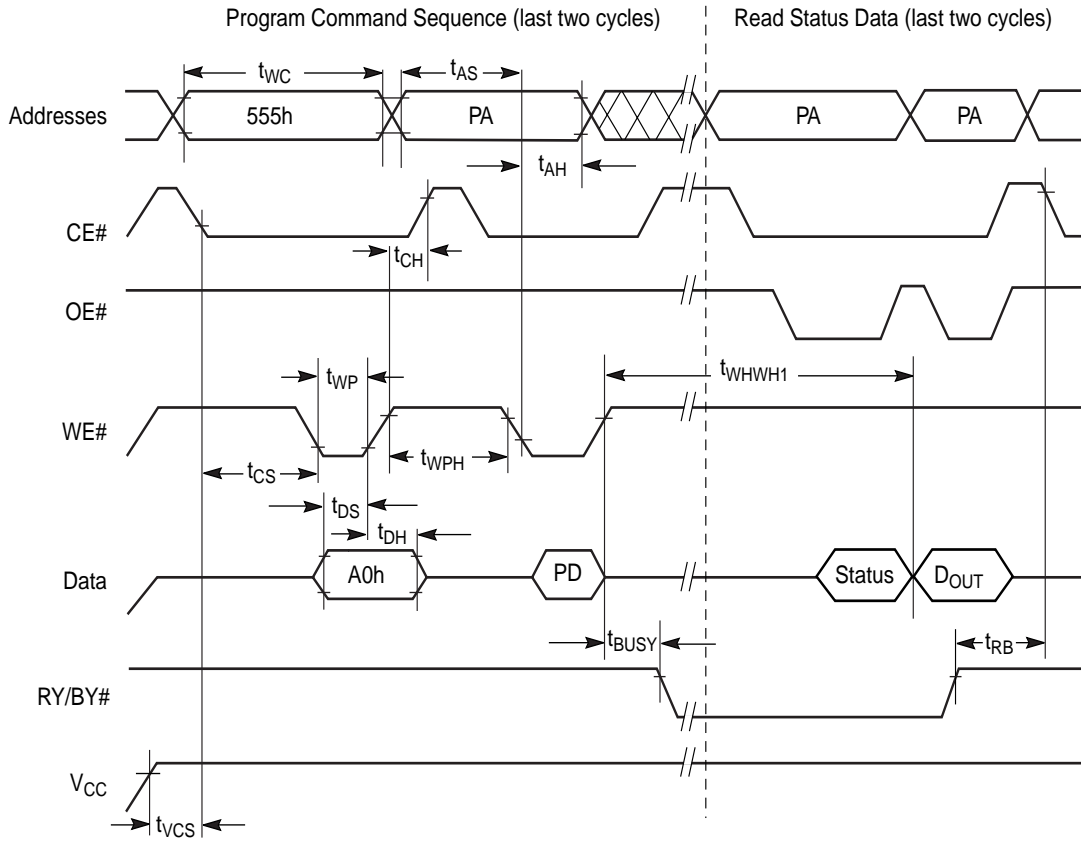 Program Command Sequence (last two cycles) Read Status Data (last two cycles)
tWC tAS
Addresses 555h PA PA PA
tAH
CE#
tCH
OE#
tWP tWHWH1
WE#
tCS tWPH
tDS
tDH
Data A0h PD Status DOUT
tBUSY tRB
RY/BY#
VCC
tVCS